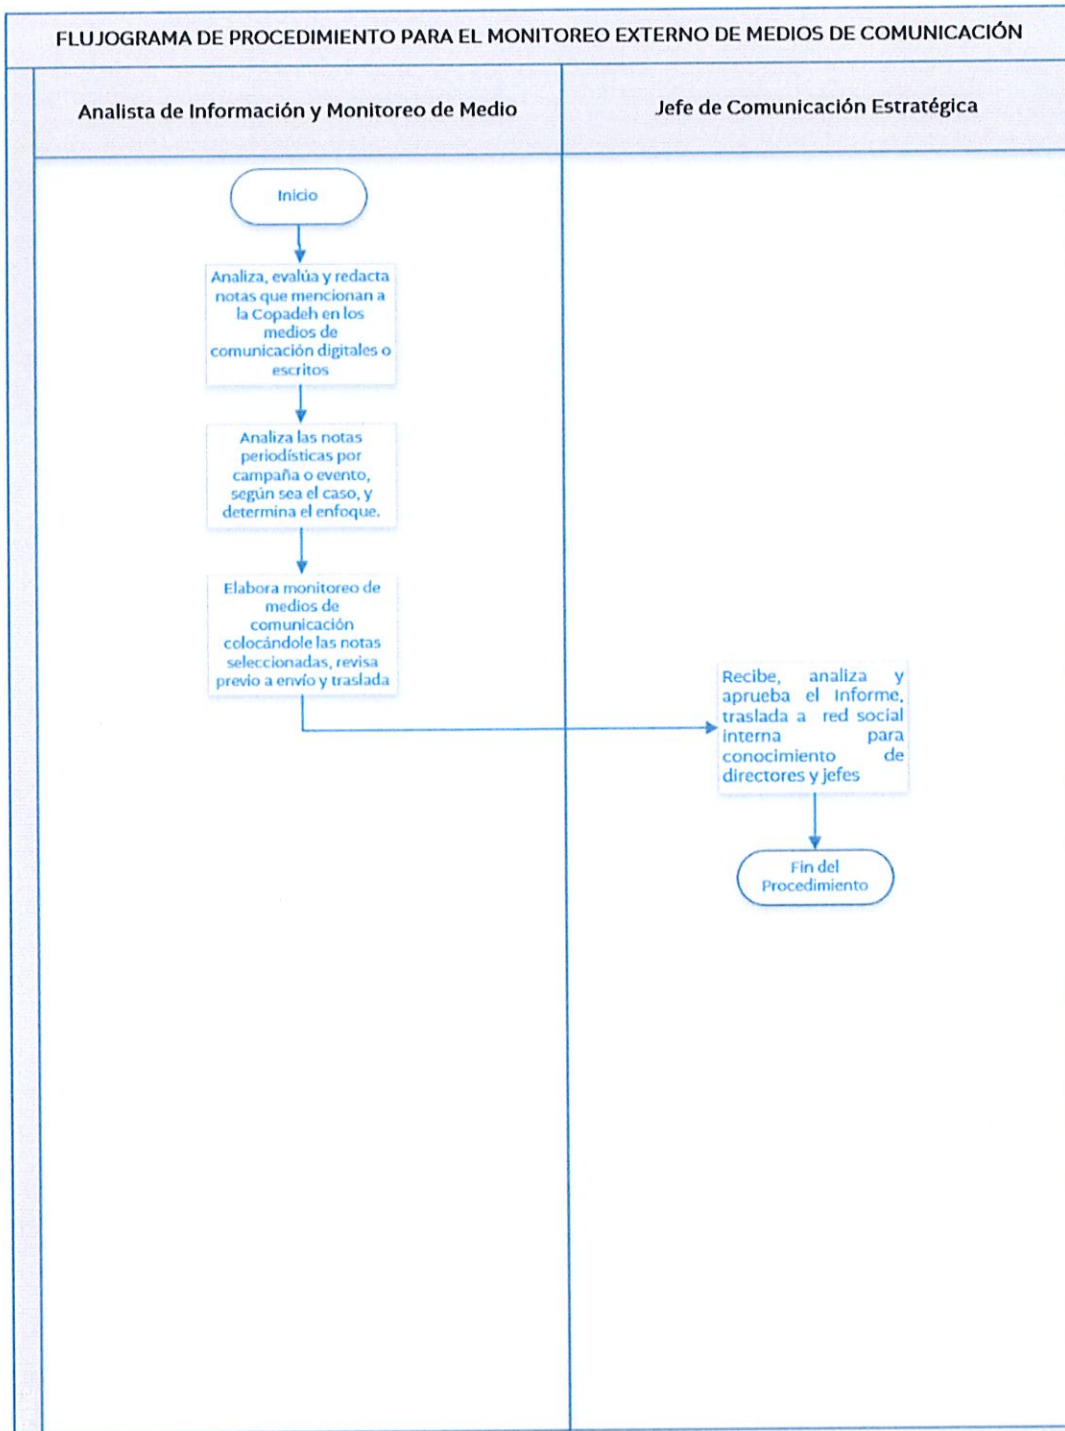 FLUJOGRAMA DE PROCEDIMIENTO PARA EL MONITOREO EXTERNO DE MEDIOS DE COMUNICACIÓN
Analista de Información y Monitoreo de Medio
Jefe de Comunicación Estratégica
Inicio
Analiza, evalúa y redacta
notas que mencionan a
la Copadeh en los
medios de
comunicación digitales o
escritos
Analiza las notas
periodísticas por
campaña o evento,
según sea el caso, y
determina el enfoque.
Elabora monitoreo de
medios de
comunicación
colocándole las notas
seleccionadas, revisa
previo a envío y traslada
Recibe, analiza y
aprueba el Informe,
traslada a red social
interna para
conocimiento de
directores y jefes
Fin del
Procedimiento